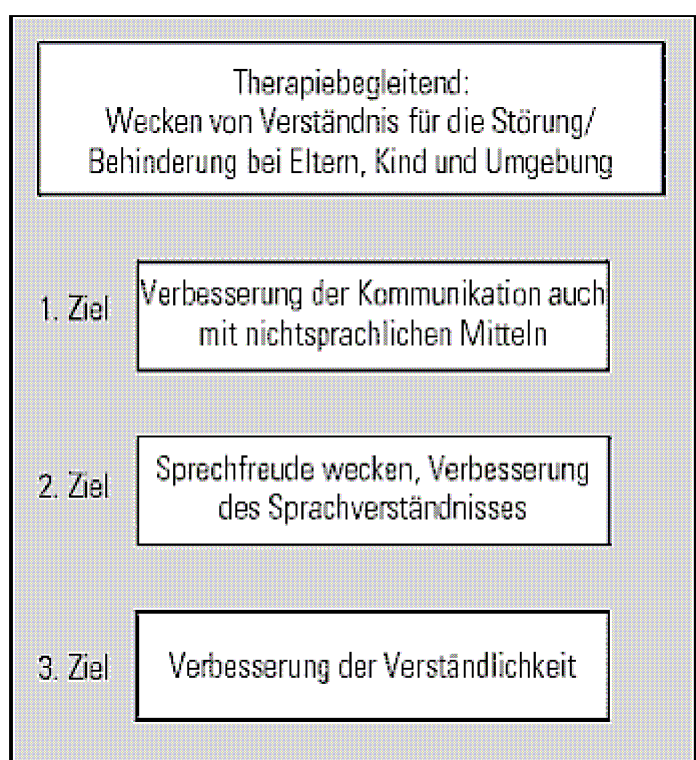 Therapiebegleitend:
Wecken von Verständnis für die Störung/
Behinderung bei Eltern, Kind und Umgebung
1. Ziel
Verbesserung der Kommunikation auch
mit nichtsprachlichen Mitteln
2. Ziel
Sprechfreude wecken, Verbesserung
des Sprachverständnisses
3. Ziel
Verbesserung der Verständlichkeit